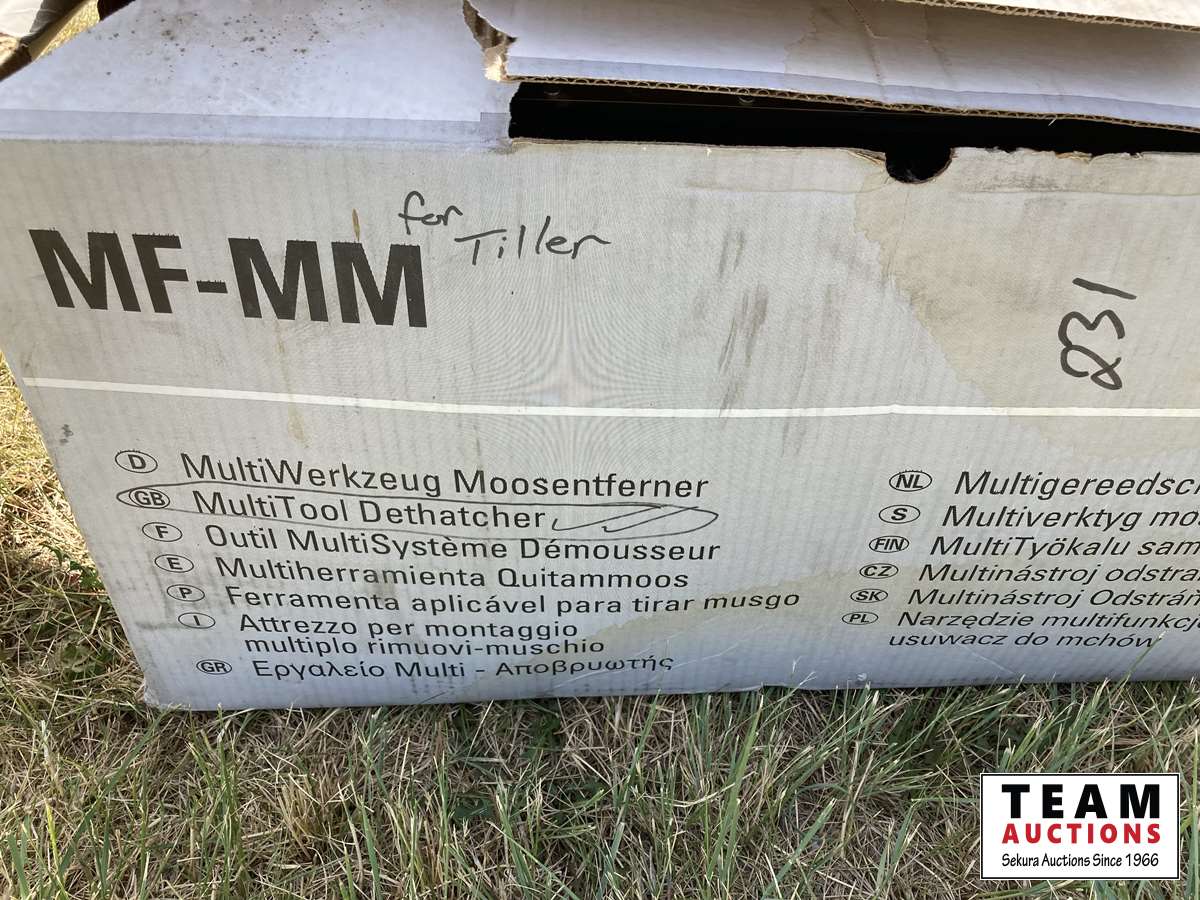 MF-MM
for
Tiller
231
D MultiWerkzeug Moosentferner
GB MultiTool Dethatcher
F Outil MultiSystème Démousseur
E Multiherramienta Quitammoos
P Ferramenta aplicável para tirar musgo
I Attrezzo per montaggio
multiplo rimuovi-muschio
GR Εργαλείο Multi - Αποβρυωτής
NL Multigereedsch
S Multiverktyg mo
FIN MultiTyökalu sam
CZ Multinástroj odstra
SK Multinástroj Odstráň
PL Narzędzie multifunkcj
usuwacz do mchów
TEAM
AUCTIONS
Sekura Auctions Since 1966